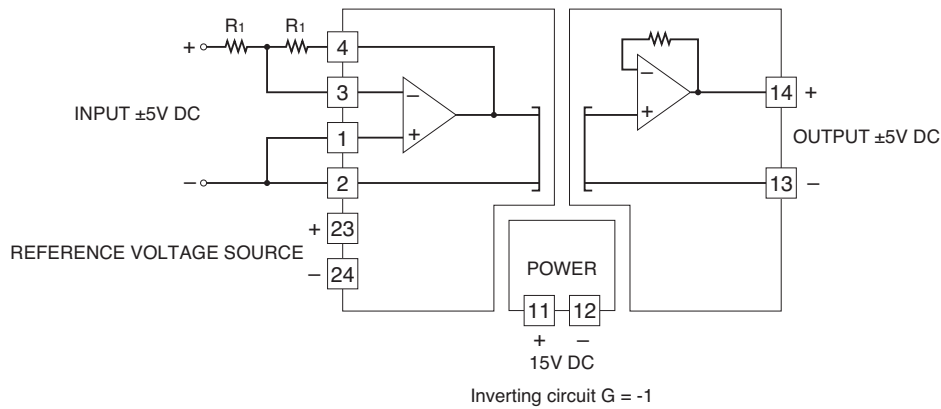 R1 R1
+ 4
3 –
INPUT ±5V DC
1 +
– 2
+ 23
REFERENCE VOLTAGE SOURCE
– 24
–
+
14 +
OUTPUT ±5V DC
13 –
POWER
11 12
+ –
15V DC
Inverting circuit G = -1